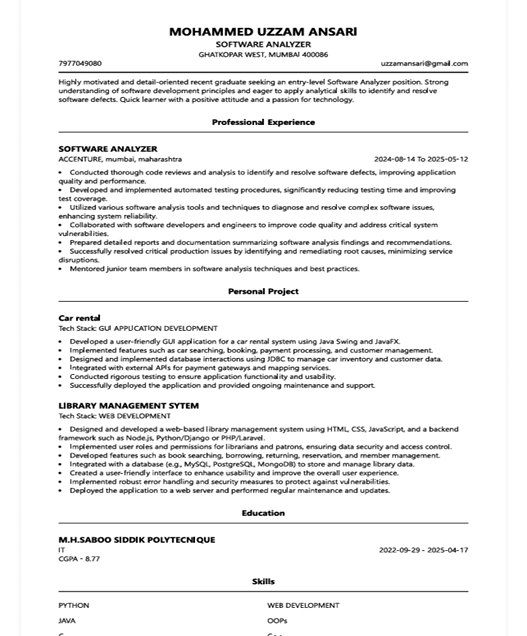 MOHAMMED UZZAM ANSARI
SOFTWARE ANALYZER
GHATKOPAR WEST, MUMBAI 400086
7977049080 uzzamansari@gmail.com
Highly motivated and detail-oriented recent graduate seeking an entry-level Software Analyzer position. Strong
understanding of software development principles and eager to apply analytical skills to identify and resolve
software defects. Quick learner with a positive attitude and a passion for technology.
Professional Experience
SOFTWARE ANALYZER
ACCENTURE, mumbai, maharashtra 2024-08-14 To 2025-05-12
• Conducted thorough code reviews and analysis to identify and resolve software defects, improving application
quality and performance.
• Developed and implemented automated testing procedures, significantly reducing testing time and improving
test coverage.
• Utilized various software analysis tools and techniques to diagnose and resolve complex software issues,
enhancing system reliability.
• Collaborated with software developers and engineers to improve code quality and address critical system
vulnerabilities.
• Prepared detailed reports and documentation summarizing software analysis findings and recommendations.
• Successfully resolved critical production issues by identifying and remediating root causes, minimizing service
disruptions.
• Mentored junior team members in software analysis techniques and best practices.
Personal Project
Car rental
Tech Stack: GUI APPLICATION DEVELOPMENT
• Developed a user-friendly GUI application for a car rental system using Java Swing and JavaFX.
• Implemented features such as car searching, booking, payment processing, and customer management.
• Designed and implemented database interactions using JDBC to manage car inventory and customer data.
• Integrated with external APIs for payment gateways and mapping services.
• Conducted rigorous testing to ensure application functionality and usability.
• Successfully deployed the application and provided ongoing maintenance and support.
LIBRARY MANAGEMENT SYTEM
Tech Stack: WEB DEVELOPMENT
• Designed and developed a web-based library management system using HTML, CSS, JavaScript, and a backend
framework such as Node.js, Python/Django or PHP/Laravel.
• Implemented user roles and permissions for librarians and patrons, ensuring data security and access control.
• Developed features such as book searching, borrowing, returning, reservation, and member management.
• Integrated with a database (e.g., MySQL, PostgreSQL, MongoDB) to store and manage library data.
• Created a user-friendly interface to enhance usability and improve the overall user experience.
• Implemented robust error handling and security measures to protect against vulnerabilities.
• Deployed the application to a web server and performed regular maintenance and updates.
Education
M.H.SABOO SIDDIK POLYTECNIQUE
IT 2022-09-29 - 2025-04-17
CGPA - 8.77
Skills
PYTHON WEB DEVELOPMENT
JAVA OOPs